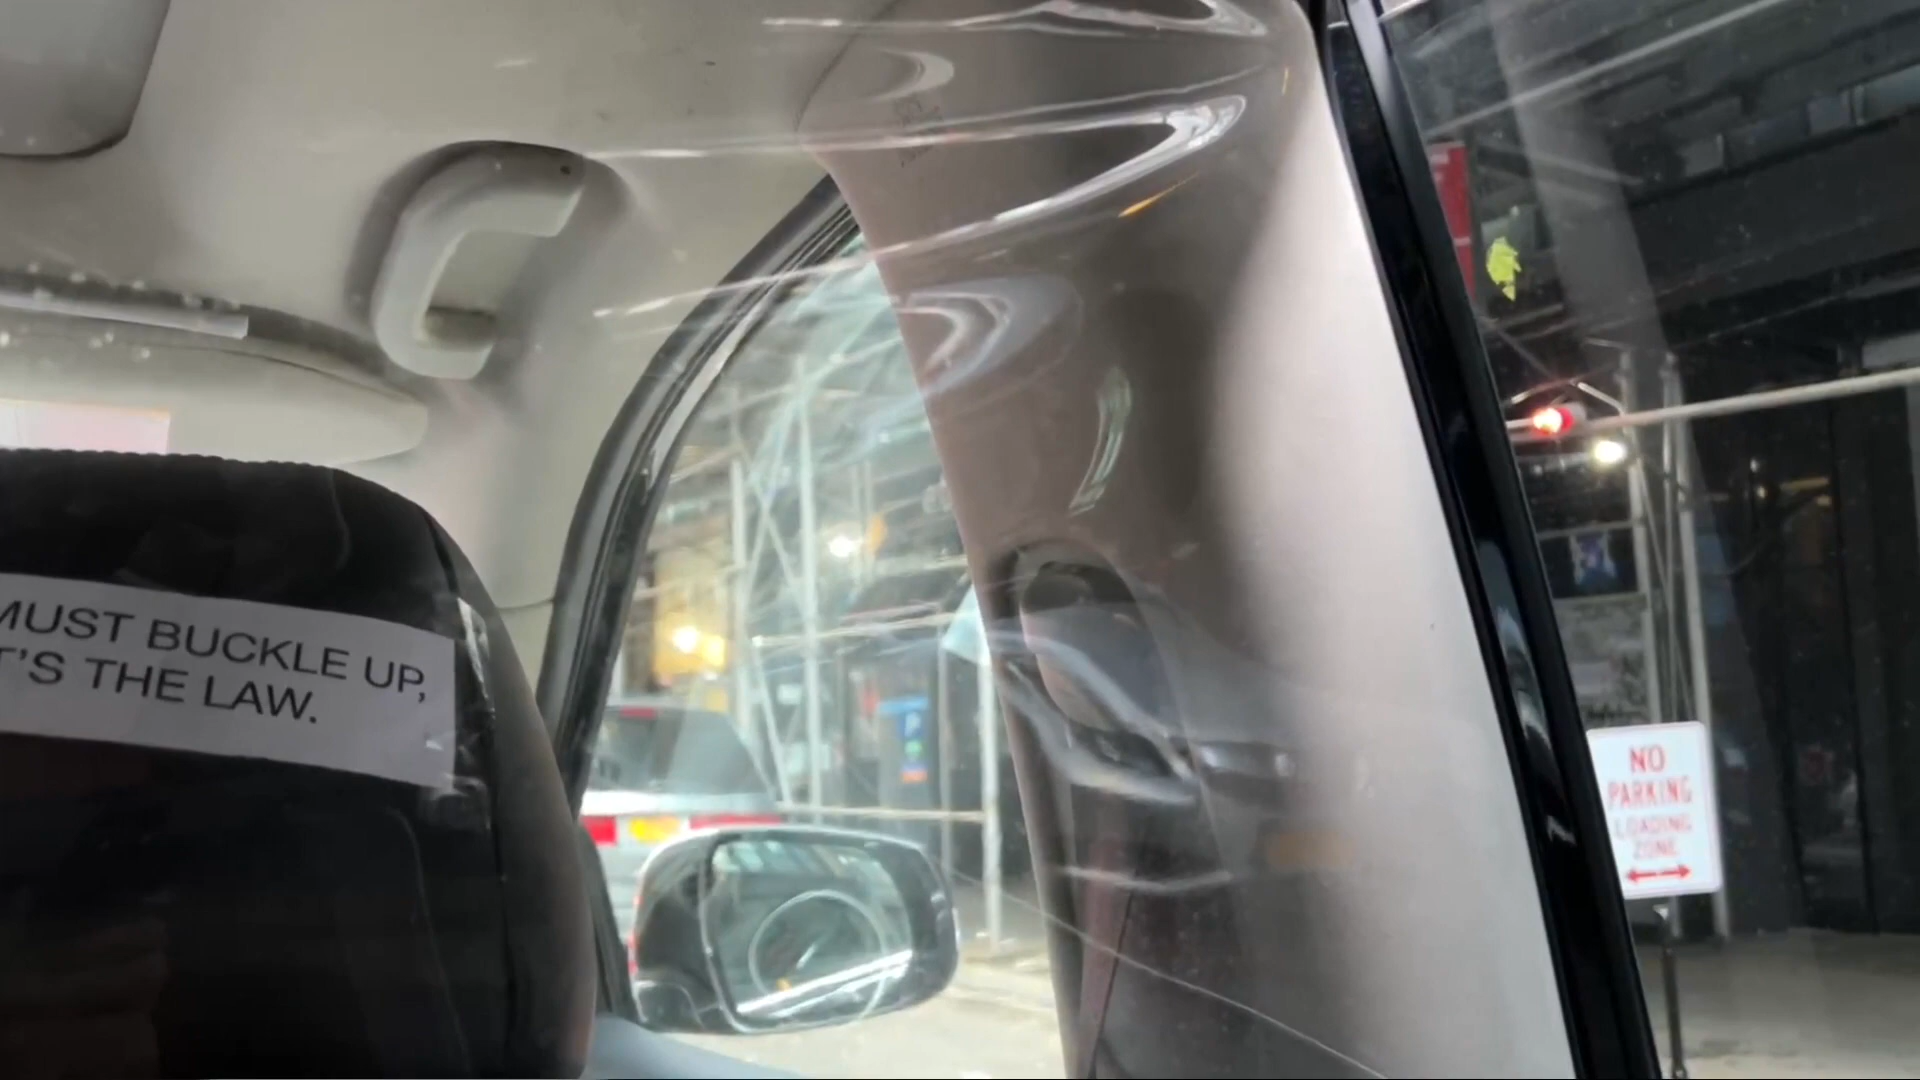 MUST BUCKLE UP,
T'S THE LAW.
NO
PARKING
LOADING
ZONE